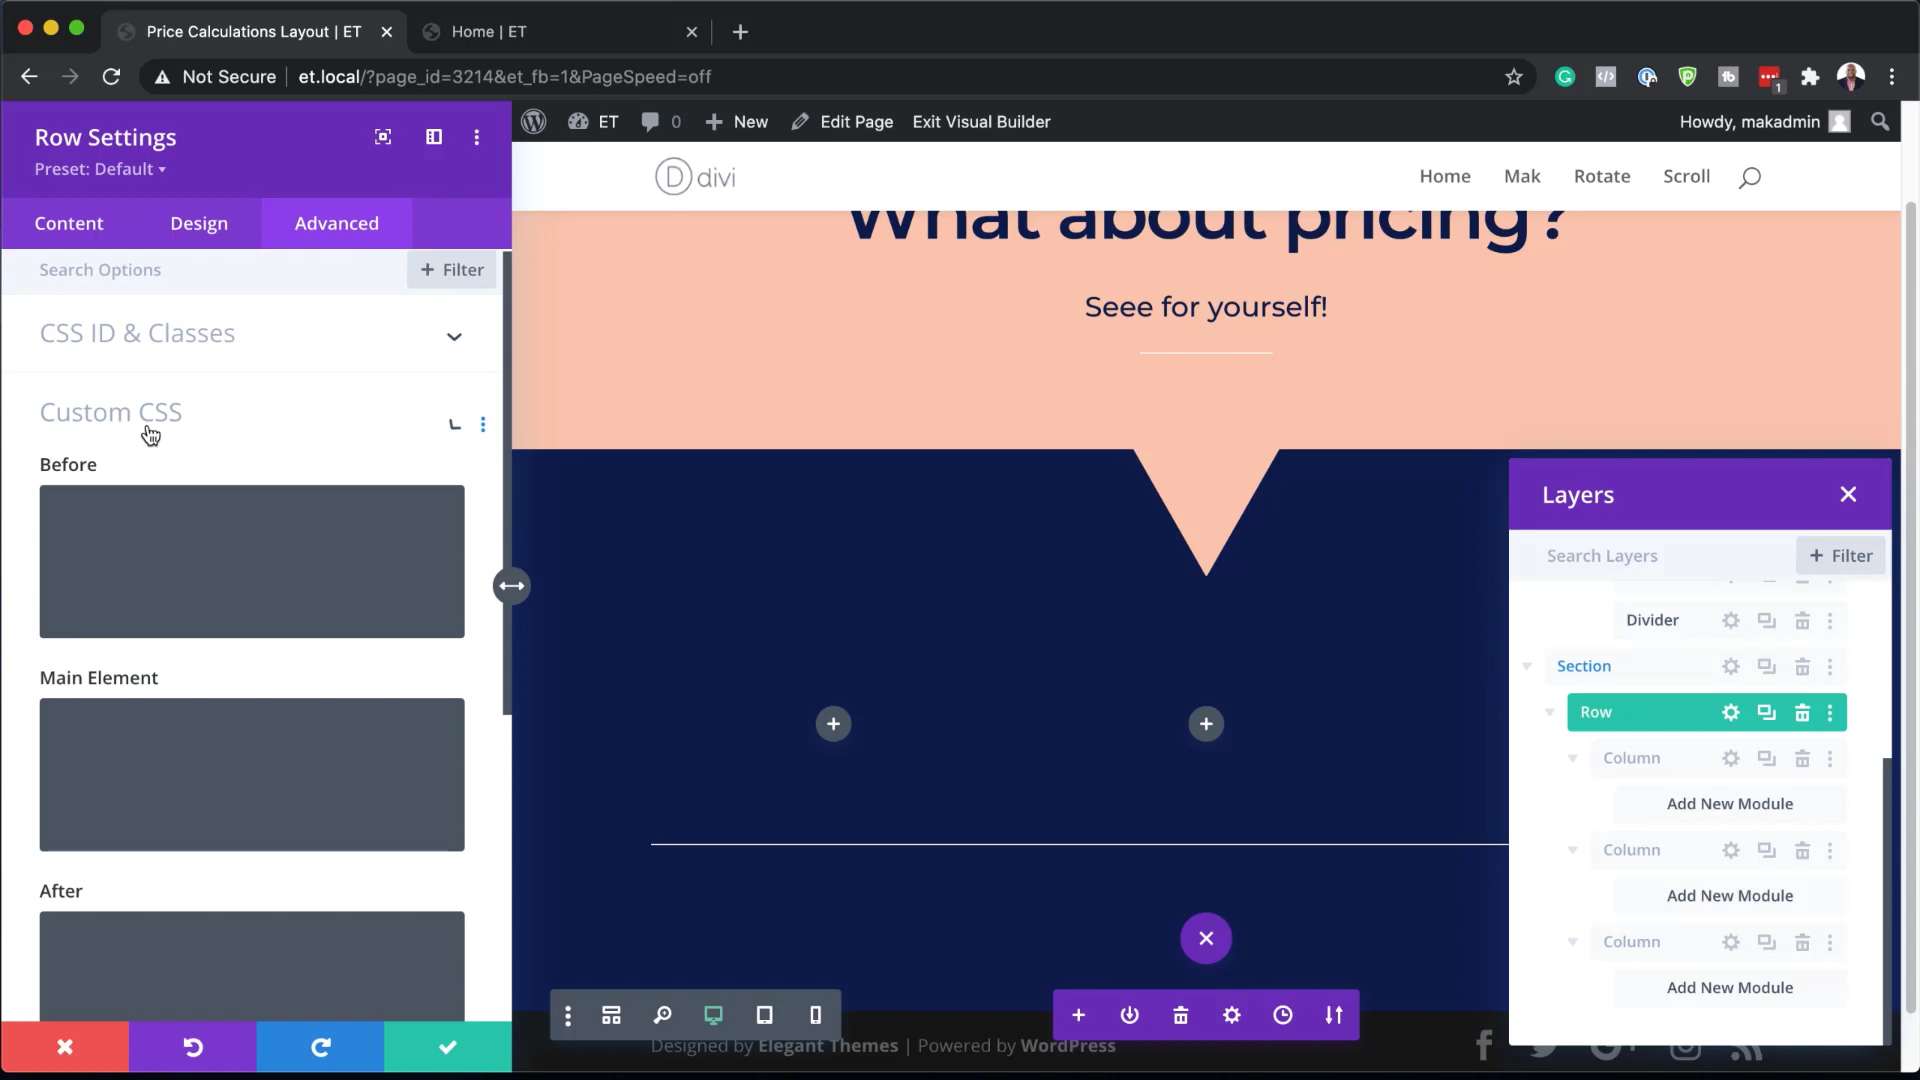 Price Calculations Layout | ET
Home | ET
Not Secure
et.local/?page_id=3214&et_fb=1&PageSpeed=off
1
Row Settings
Preset: Default
Content
Design
Advanced
Search Options
+ Filter
CSS ID & Classes
Custom CSS
Before
Main Element
After
ET
0
New
Edit Page
Exit Visual Builder
Howdy, makadmin
D divi
Home
Mak
Rotate
Scroll
What about pricing?
Seee for yourself!
Layers
Search Layers
+ Filter
Divider
Section
Row
Column
Add New Module
Column
Add New Module
Column
Add New Module
Designed by Elegant Themes | Powered by WordPress